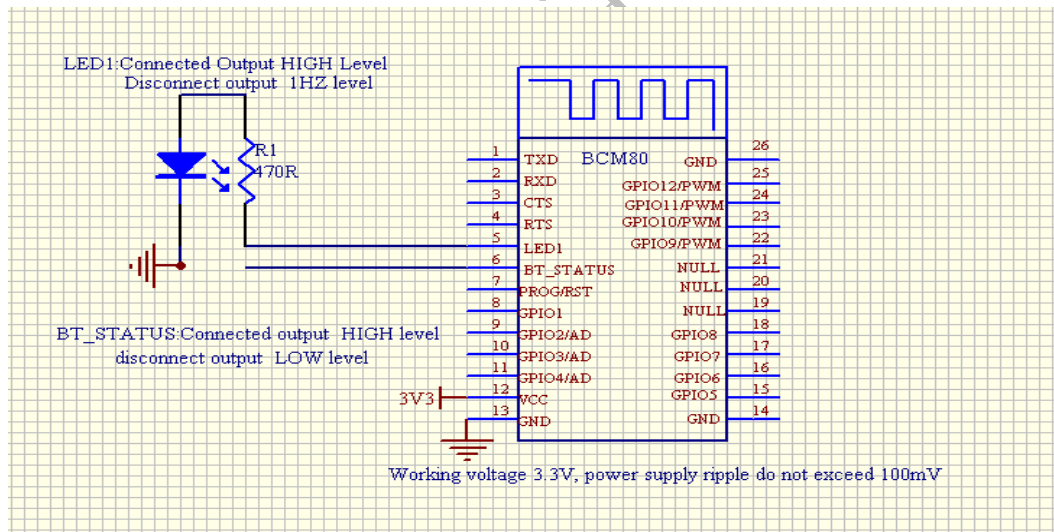 LED1:Connected Output HIGH Level
Disconnect output 1HZ level
R1
470R
BCM80
1 TXD
2 RXD
3 CTS
4 RTS
5 LED1
6 BT_STATUS
7 PROG/RST
8 GPIO1
9 GPIO2/AD
10 GPIO3/AD
11 GPIO4/AD
12 VCC
13 GND
3V3
GND 26
GPIO12/PWM 25
GPIO11/PWM 24
GPIO10/PWM 23
GPIO9/PWM 22
NULL 21
NULL 20
NULL 19
GPIO8 18
GPIO7 17
GPIO6 16
GPIO5 15
GND 14
BT_STATUS:Connected output HIGH level
disconnect output LOW level
Working voltage 3.3V, power supply ripple do not exceed 100mV